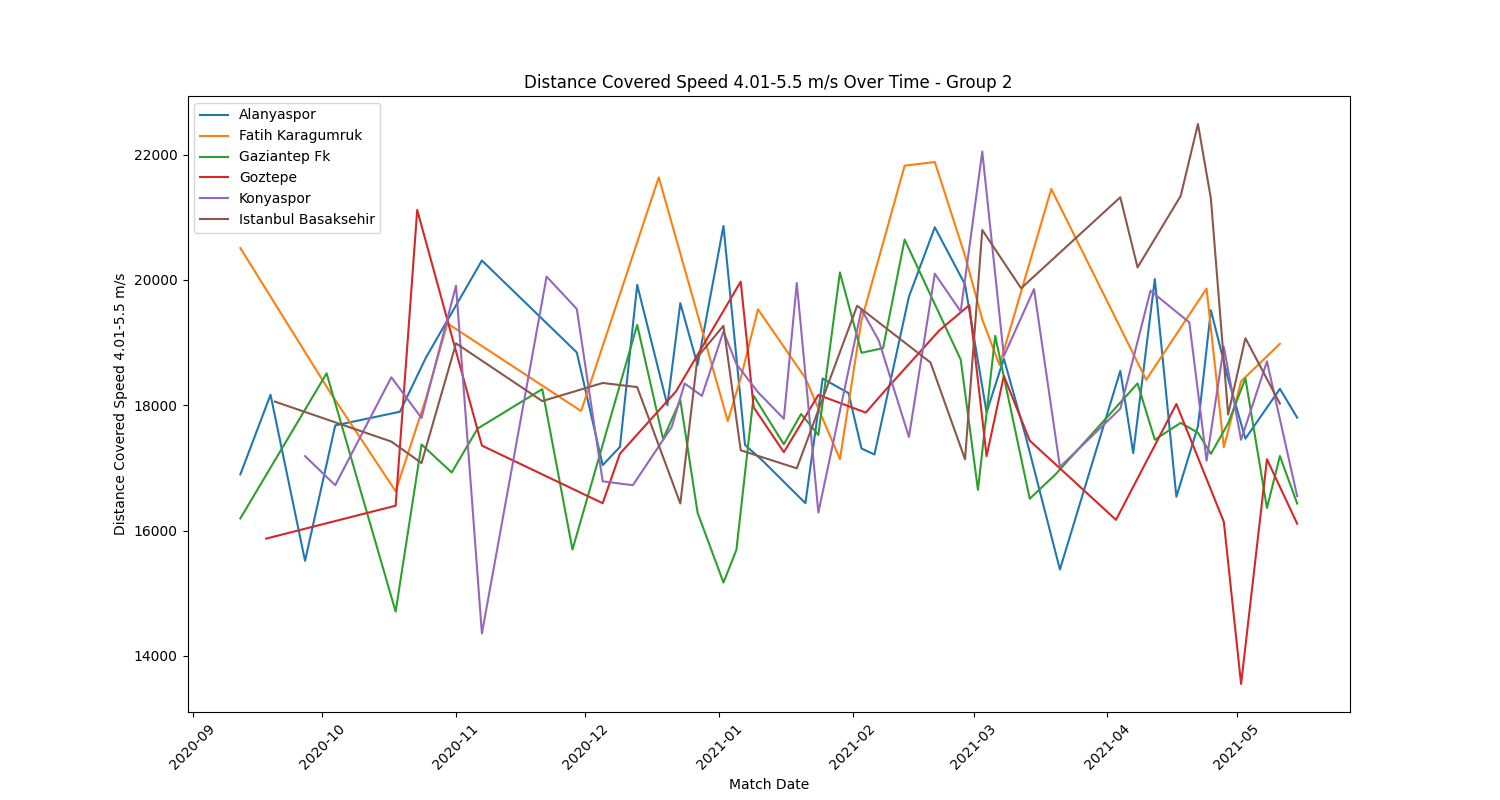 Distance Covered Speed 4.01-5.5 m/s Over Time - Group 2
Alanyaspor
Fatih Karagumruk
Gaziantep Fk
Goztepe
Konyaspor
Istanbul Basaksehir
Distance Covered Speed 4.01-5.5 m/s
22000
20000
18000
16000
14000
2020-09
2020-10
2020-11
2020-12
2021-01
2021-02
2021-03
2021-04
2021-05
Match Date